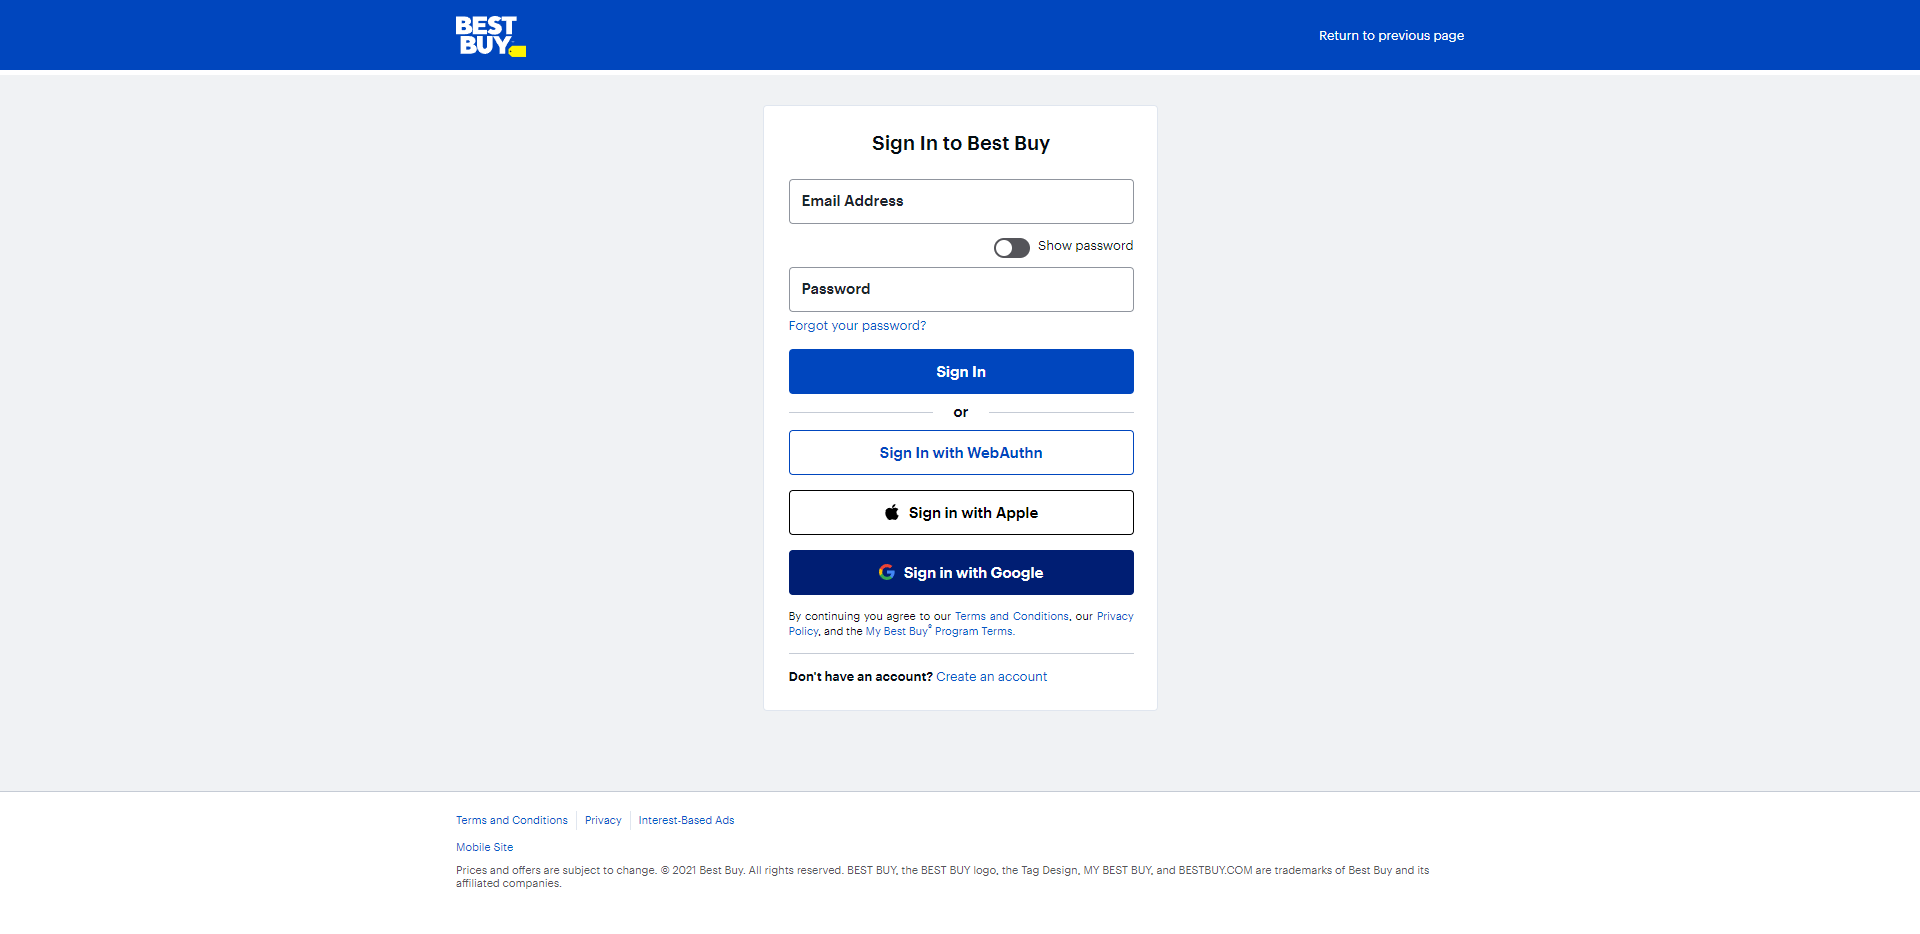 BEST
BUY
Return to previous page
Sign In to Best Buy
Email Address
Show password
Password
Forgot your password?
Sign In
or
Sign In with WebAuthn
Sign in with Apple
Sign in with Google
By continuing you agree to our Terms and Conditions, our Privacy
Policy, and the My Best Buy® Program Terms.
Don't have an account? Create an account
Terms and Conditions
Privacy
Interest-Based Ads
Mobile Site
Prices and offers are subject to change. © 2021 Best Buy. All rights reserved. BEST BUY, the BEST BUY logo, the Tag Design, MY BEST BUY, and BESTBUY.COM are trademarks of Best Buy and its
affiliated companies.